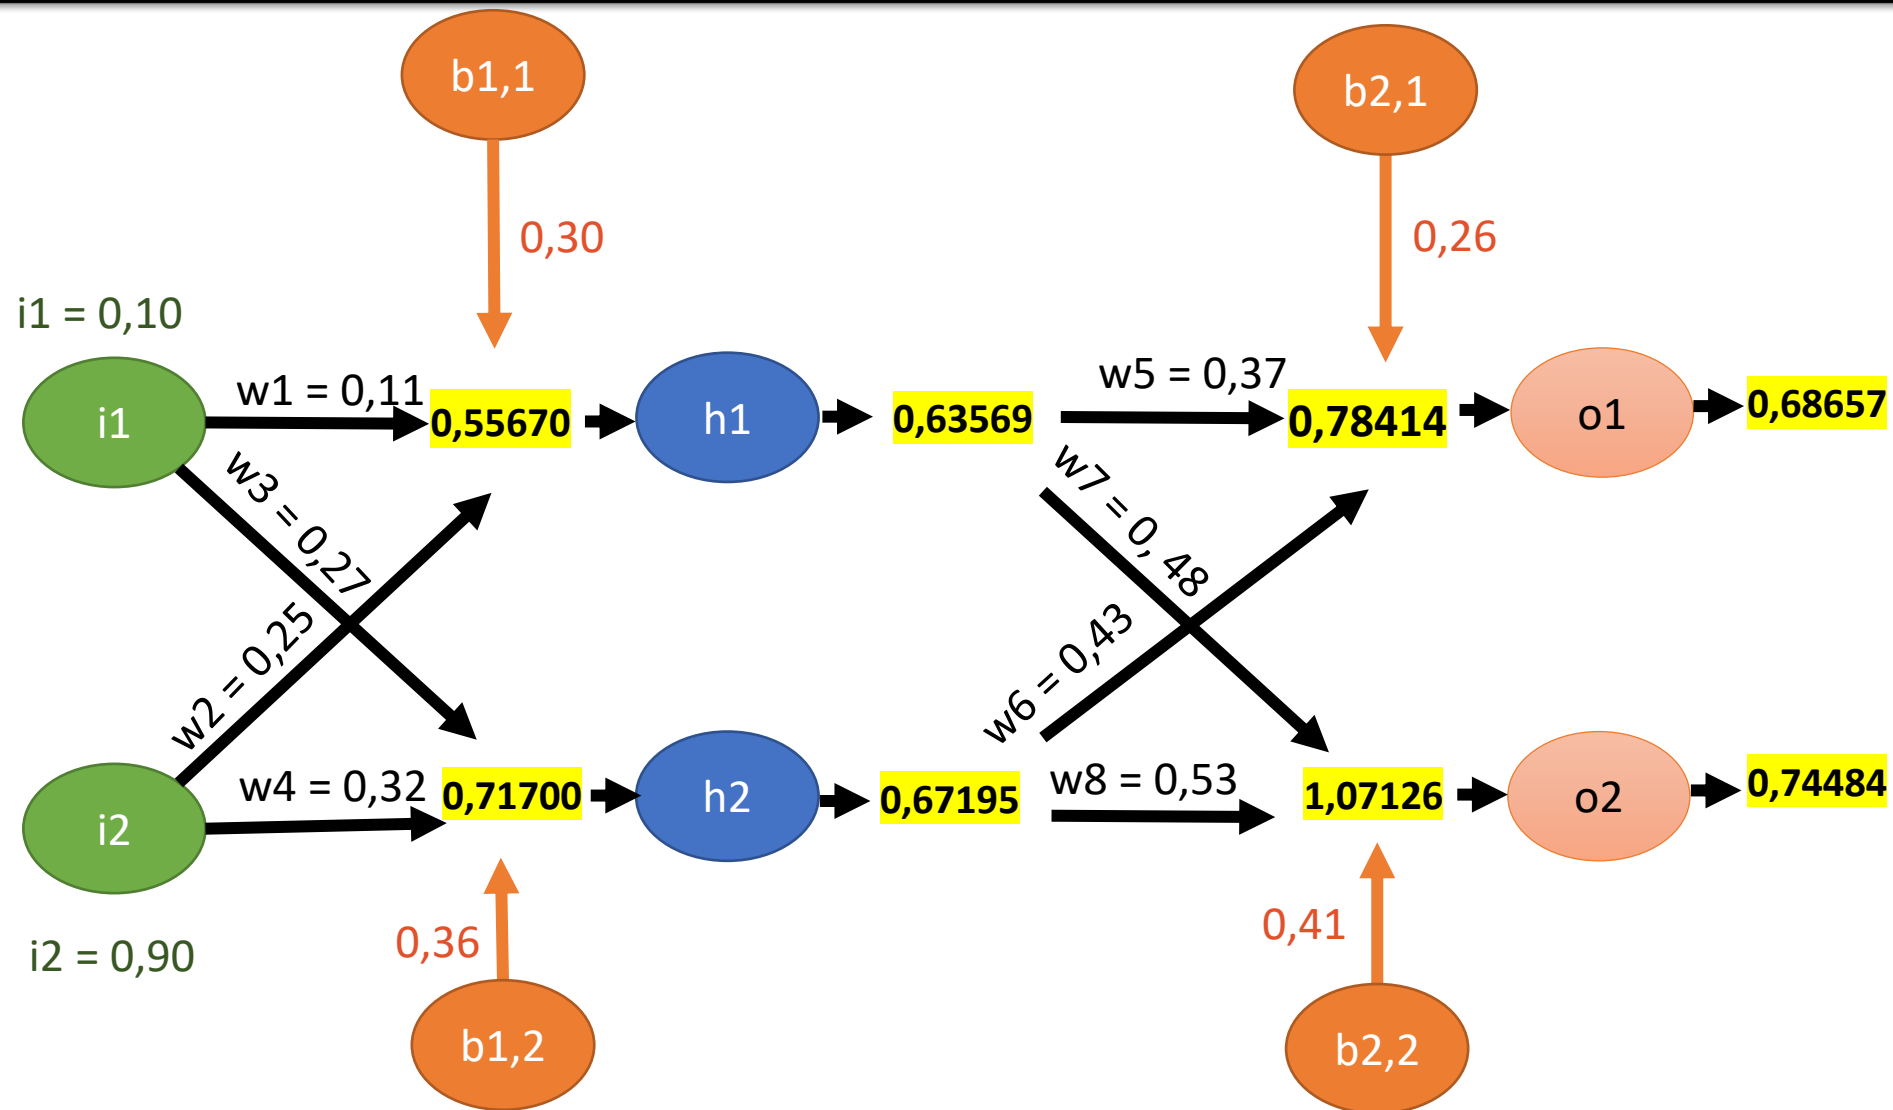 b1,1
b2,1
0,30
0,26
i1 = 0,10
w1 = 0,11
w5 = 0,37
i1
0,55670
h1
0,63569
0,78414
o1
0,68657
w3 = 0,27
w7 = 0, 48
w2 = 0,25
w6 = 0,43
w4 = 0,32
w8 = 0,53
i2
0,71700
h2
0,67195
1,07126
o2
0,74484
i2 = 0,90
0,36
0,41
b1,2
b2,2